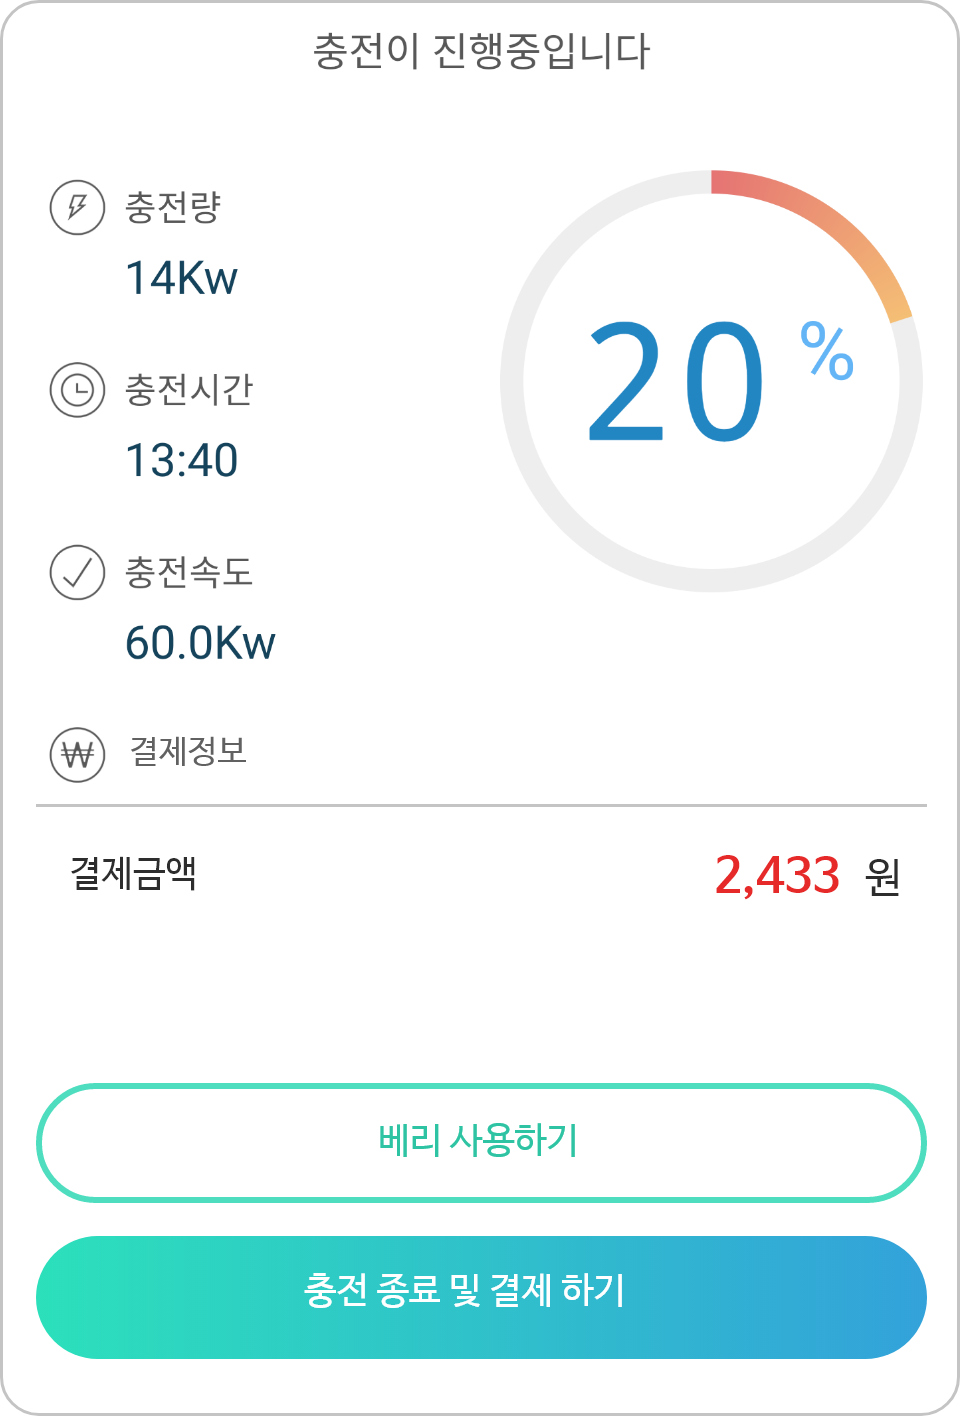 충전이 진행중입니다
충전량
14Kw
충전시간
13:40
충전속도
60.0Kw
20 %
₩ 결제정보
결제금액 2,433 원
베리 사용하기
충전 종료 및 결제 하기